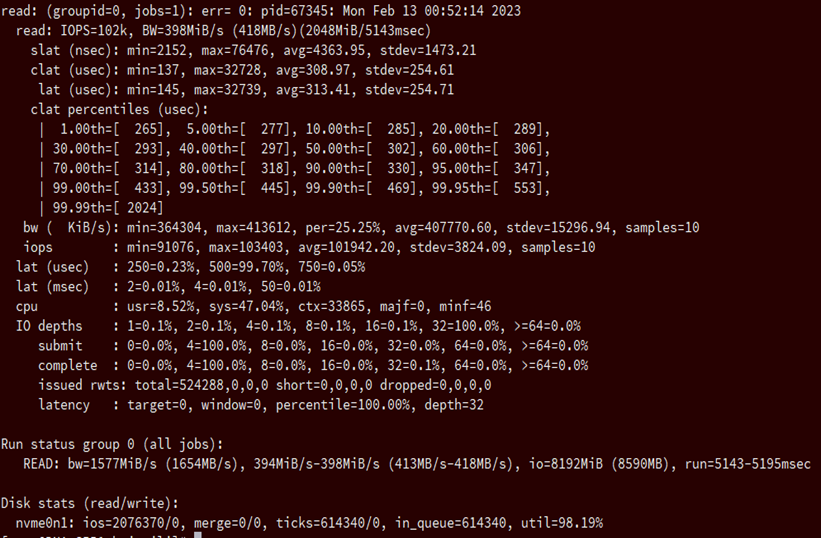 read: (groupid=0, jobs=1): err= 0: pid=67345: Mon Feb 13 00:52:14 2023
read: IOPS=102k, BW=398MiB/s (418MB/s)(2048MiB/5143msec)
slat (nsec): min=2152, max=76476, avg=4363.95, stdev=1473.21
clat (usec): min=137, max=32728, avg=308.97, stdev=254.61
lat (usec): min=145, max=32739, avg=313.41, stdev=254.71
clat percentiles (usec):
| 1.00th=[ 265], 5.00th=[ 277], 10.00th=[ 285], 20.00th=[ 289],
| 30.00th=[ 293], 40.00th=[ 297], 50.00th=[ 302], 60.00th=[ 306],
| 70.00th=[ 314], 80.00th=[ 318], 90.00th=[ 330], 95.00th=[ 347],
| 99.00th=[ 433], 99.50th=[ 445], 99.90th=[ 469], 99.95th=[ 553],
| 99.99th=[ 2024]
bw ( KiB/s): min=364304, max=413612, per=25.25%, avg=407770.60, stdev=15296.94, samples=10
iops : min=91076, max=103403, avg=101942.20, stdev=3824.09, samples=10
lat (usec) : 250=0.23%, 500=99.70%, 750=0.05%
lat (msec) : 2=0.01%, 4=0.01%, 50=0.01%
cpu : usr=8.52%, sys=47.04%, ctx=33865, majf=0, minf=46
IO depths : 1=0.1%, 2=0.1%, 4=0.1%, 8=0.1%, 16=0.1%, 32=100.0%, >=64=0.0%
submit : 0=0.0%, 4=100.0%, 8=0.0%, 16=0.0%, 32=0.0%, 64=0.0%, >=64=0.0%
complete : 0=0.0%, 4=100.0%, 8=0.0%, 16=0.0%, 32=0.1%, 64=0.0%, >=64=0.0%
issued rwts: total=524288,0,0,0 short=0,0,0,0 dropped=0,0,0,0
latency : target=0, window=0, percentile=100.00%, depth=32
Run status group 0 (all jobs):
READ: bw=1577MiB/s (1654MB/s), 394MiB/s-398MiB/s (413MB/s-418MB/s), io=8192MiB (8590MB), run=5143-5195msec
Disk stats (read/write):
nvme0n1: ios=2076370/0, merge=0/0, ticks=614340/0, in_queue=614340, util=98.19%